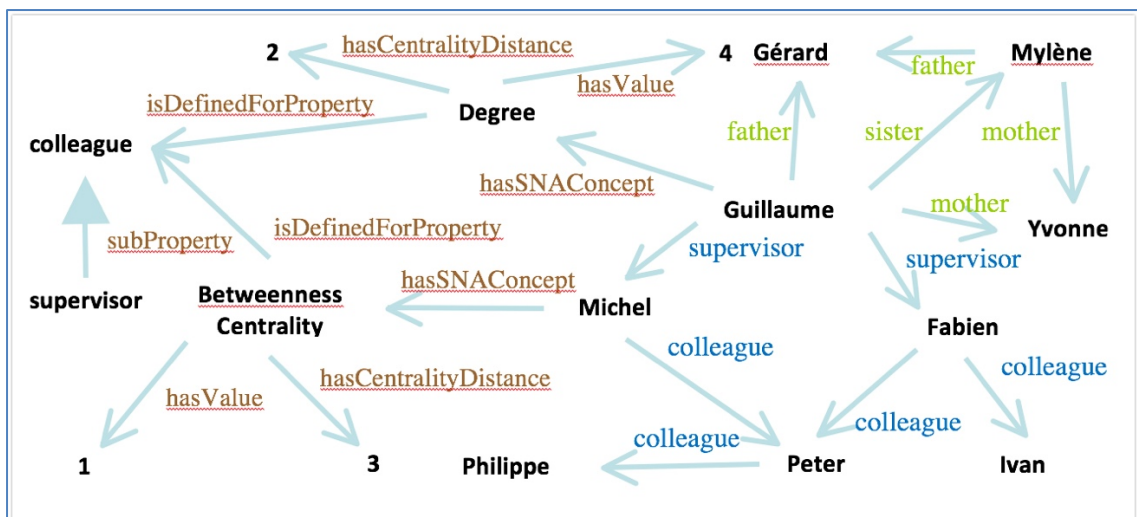 2
hasCentralityDistance
4
Gérard
Mylène
father
hasValue
isDefinedForProperty
Degree
colleague
father
sister
mother
hasSNAConcept
Guillaume
mother
Yvonne
subProperty
isDefinedForProperty
supervisor
supervisor
hasSNAConcept
supervisor
Betweenness
Centrality
Michel
Fabien
colleague
colleague
hasValue
hasCentralityDistance
colleague
colleague
1
3
Philippe
Peter
Ivan